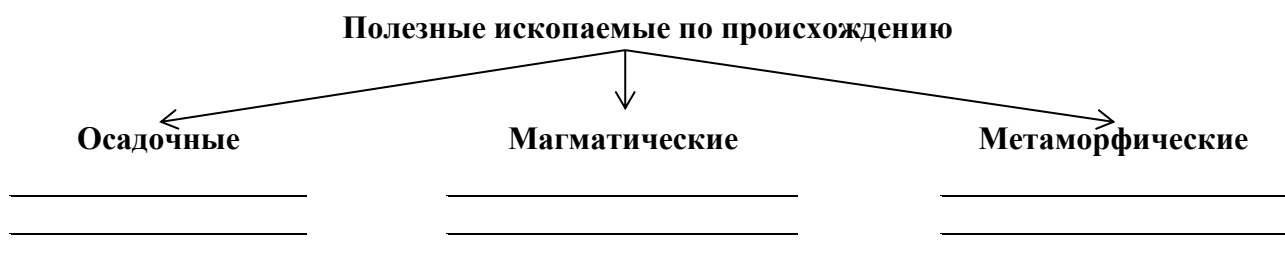 Полезные ископаемые по происхождению
Осадочные Магматические Метаморфические